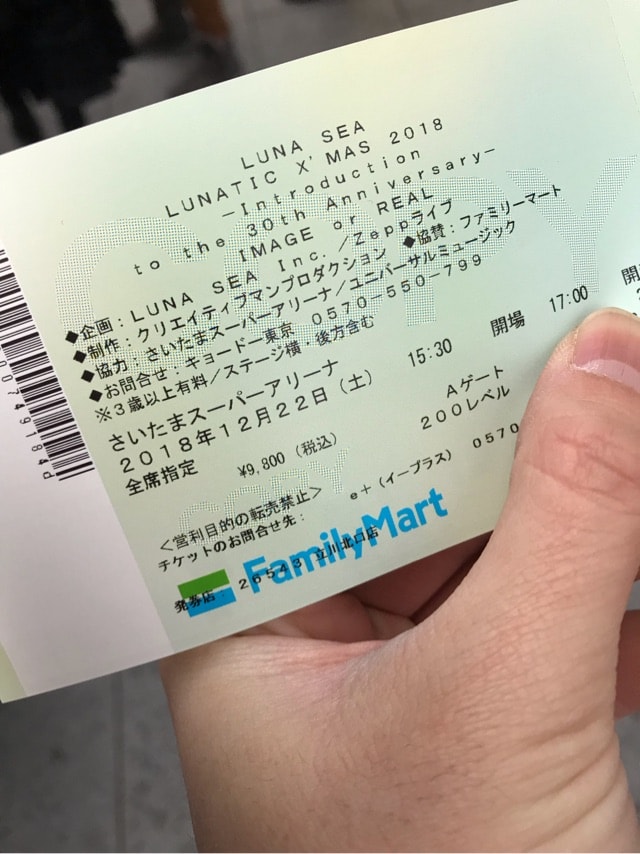 LUNA SEA
LUNATIC X'MAS 2018
-Introduction
to the 30th Anniversary-
IMAGE or REAL
◆企画:LUNA SEA Inc./Zeppライブ
◆制作:クリエイティブマンプロダクション ◆協賛:ファミリーマート
◆協力:さいたまスーパーアリーナ/ユニバーサルミュージック
◆お問合せ:キョードー東京 0570-550-799
※3歳以上有料/ステージ横・後方含む
さいたまスーパーアリーナ
2018年12月22日(土) 15:30 開場 17:00 開
全席指定 Aゲート
¥9,800(税込) 200レベル
<営利目的の転売禁止>
チケットのお問合せ先: e+(イープラス) 0570
FamilyMart
発券店: 26543 立川北口店
COPY
COPY